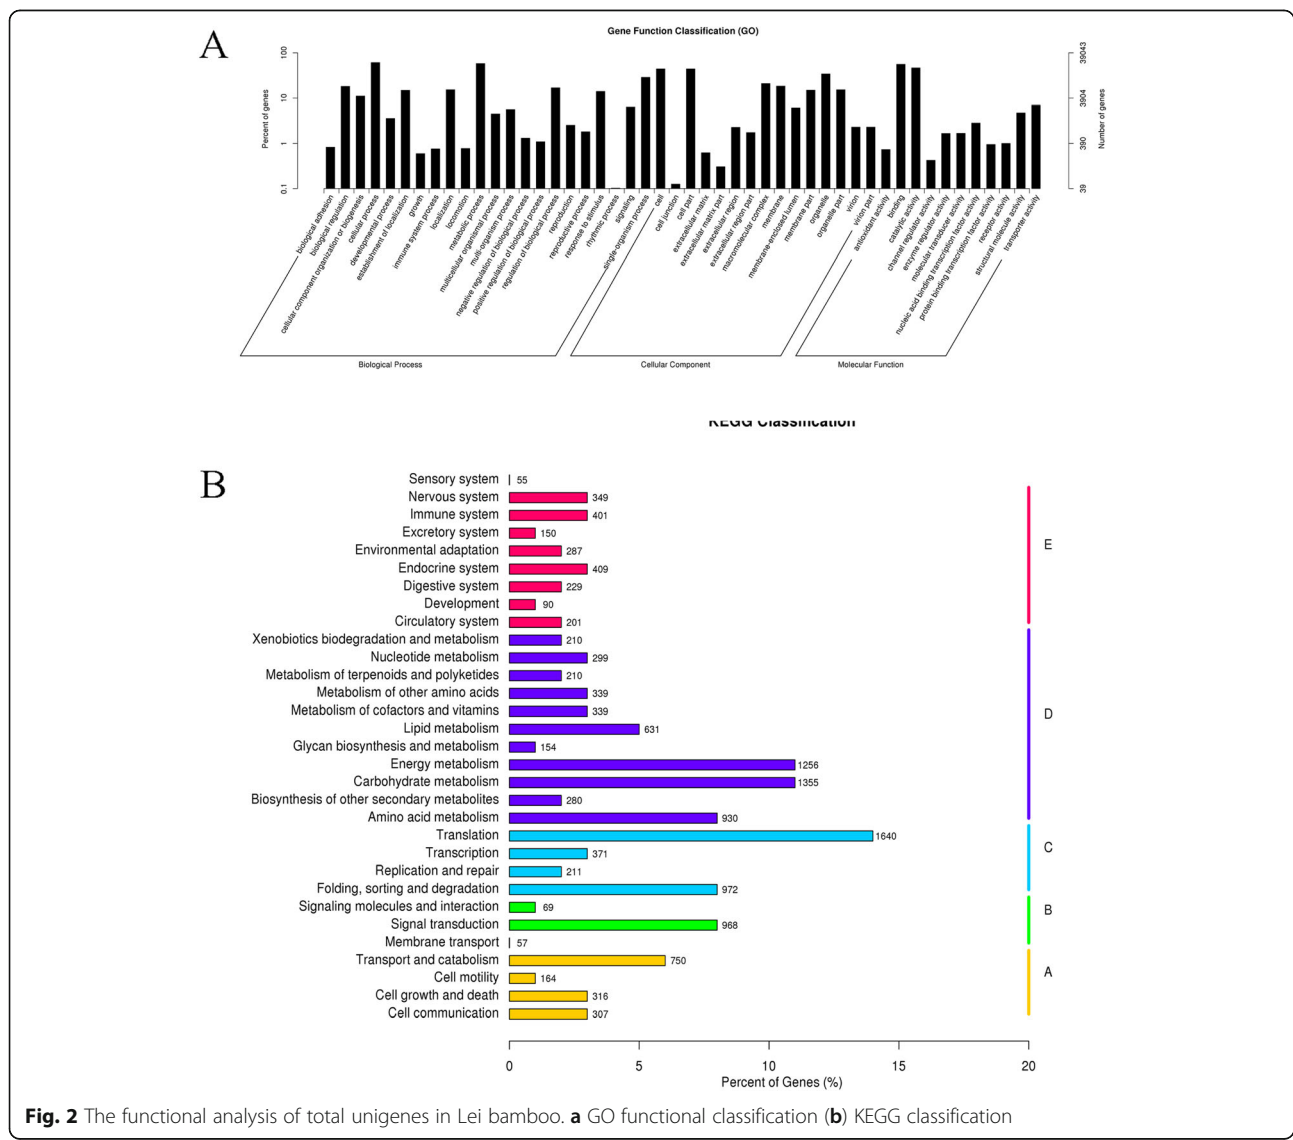 A
Gene Function Classification (GO)
Percent of genes
100
10
1
0.1
Number of genes
39043
3904
390
39
biological adhesion
biological regulation
cellular component organization or biogenesis
cellular process
developmental process
establishment of localization
growth
immune system process
localization
locomotion
metabolic process
multicellular organismal process
multi-organism process
negative regulation of biological process
positive regulation of biological process
regulation of biological process
reproduction
reproductive process
response to stimulus
rhythmic process
signaling
single-organism process
cell
cell junction
cell part
extracellular matrix
extracellular matrix part
extracellular region
extracellular region part
macromolecular complex
membrane
membrane-enclosed lumen
membrane part
organelle
organelle part
virion
virion part
antioxidant activity
binding
catalytic activity
channel regulator activity
enzyme regulator activity
molecular transducer activity
nucleic acid binding transcription factor activity
protein binding transcription factor activity
receptor activity
structural molecule activity
transporter activity
Biological Process
Cellular Component
Molecular Function
KEGG Classification
B
Sensory system 55
Nervous system 349
Immune system 401
Excretory system 150
Environmental adaptation 287
Endocrine system 409
Digestive system 229
Development 90
Circulatory system 201
Xenobiotics biodegradation and metabolism 210
Nucleotide metabolism 299
Metabolism of terpenoids and polyketides 210
Metabolism of other amino acids 339
Metabolism of cofactors and vitamins 339
Lipid metabolism 631
Glycan biosynthesis and metabolism 154
Energy metabolism 1256
Carbohydrate metabolism 1355
Biosynthesis of other secondary metabolites 280
Amino acid metabolism 930
Translation 1640
Transcription 371
Replication and repair 211
Folding, sorting and degradation 972
Signaling molecules and interaction 69
Signal transduction 968
Membrane transport 57
Transport and catabolism 750
Cell motility 164
Cell growth and death 316
Cell communication 307
E
D
C
B
A
0 5 10 15 20
Percent of Genes (%)
Fig. 2 The functional analysis of total unigenes in Lei bamboo. a GO functional classification (b) KEGG classification